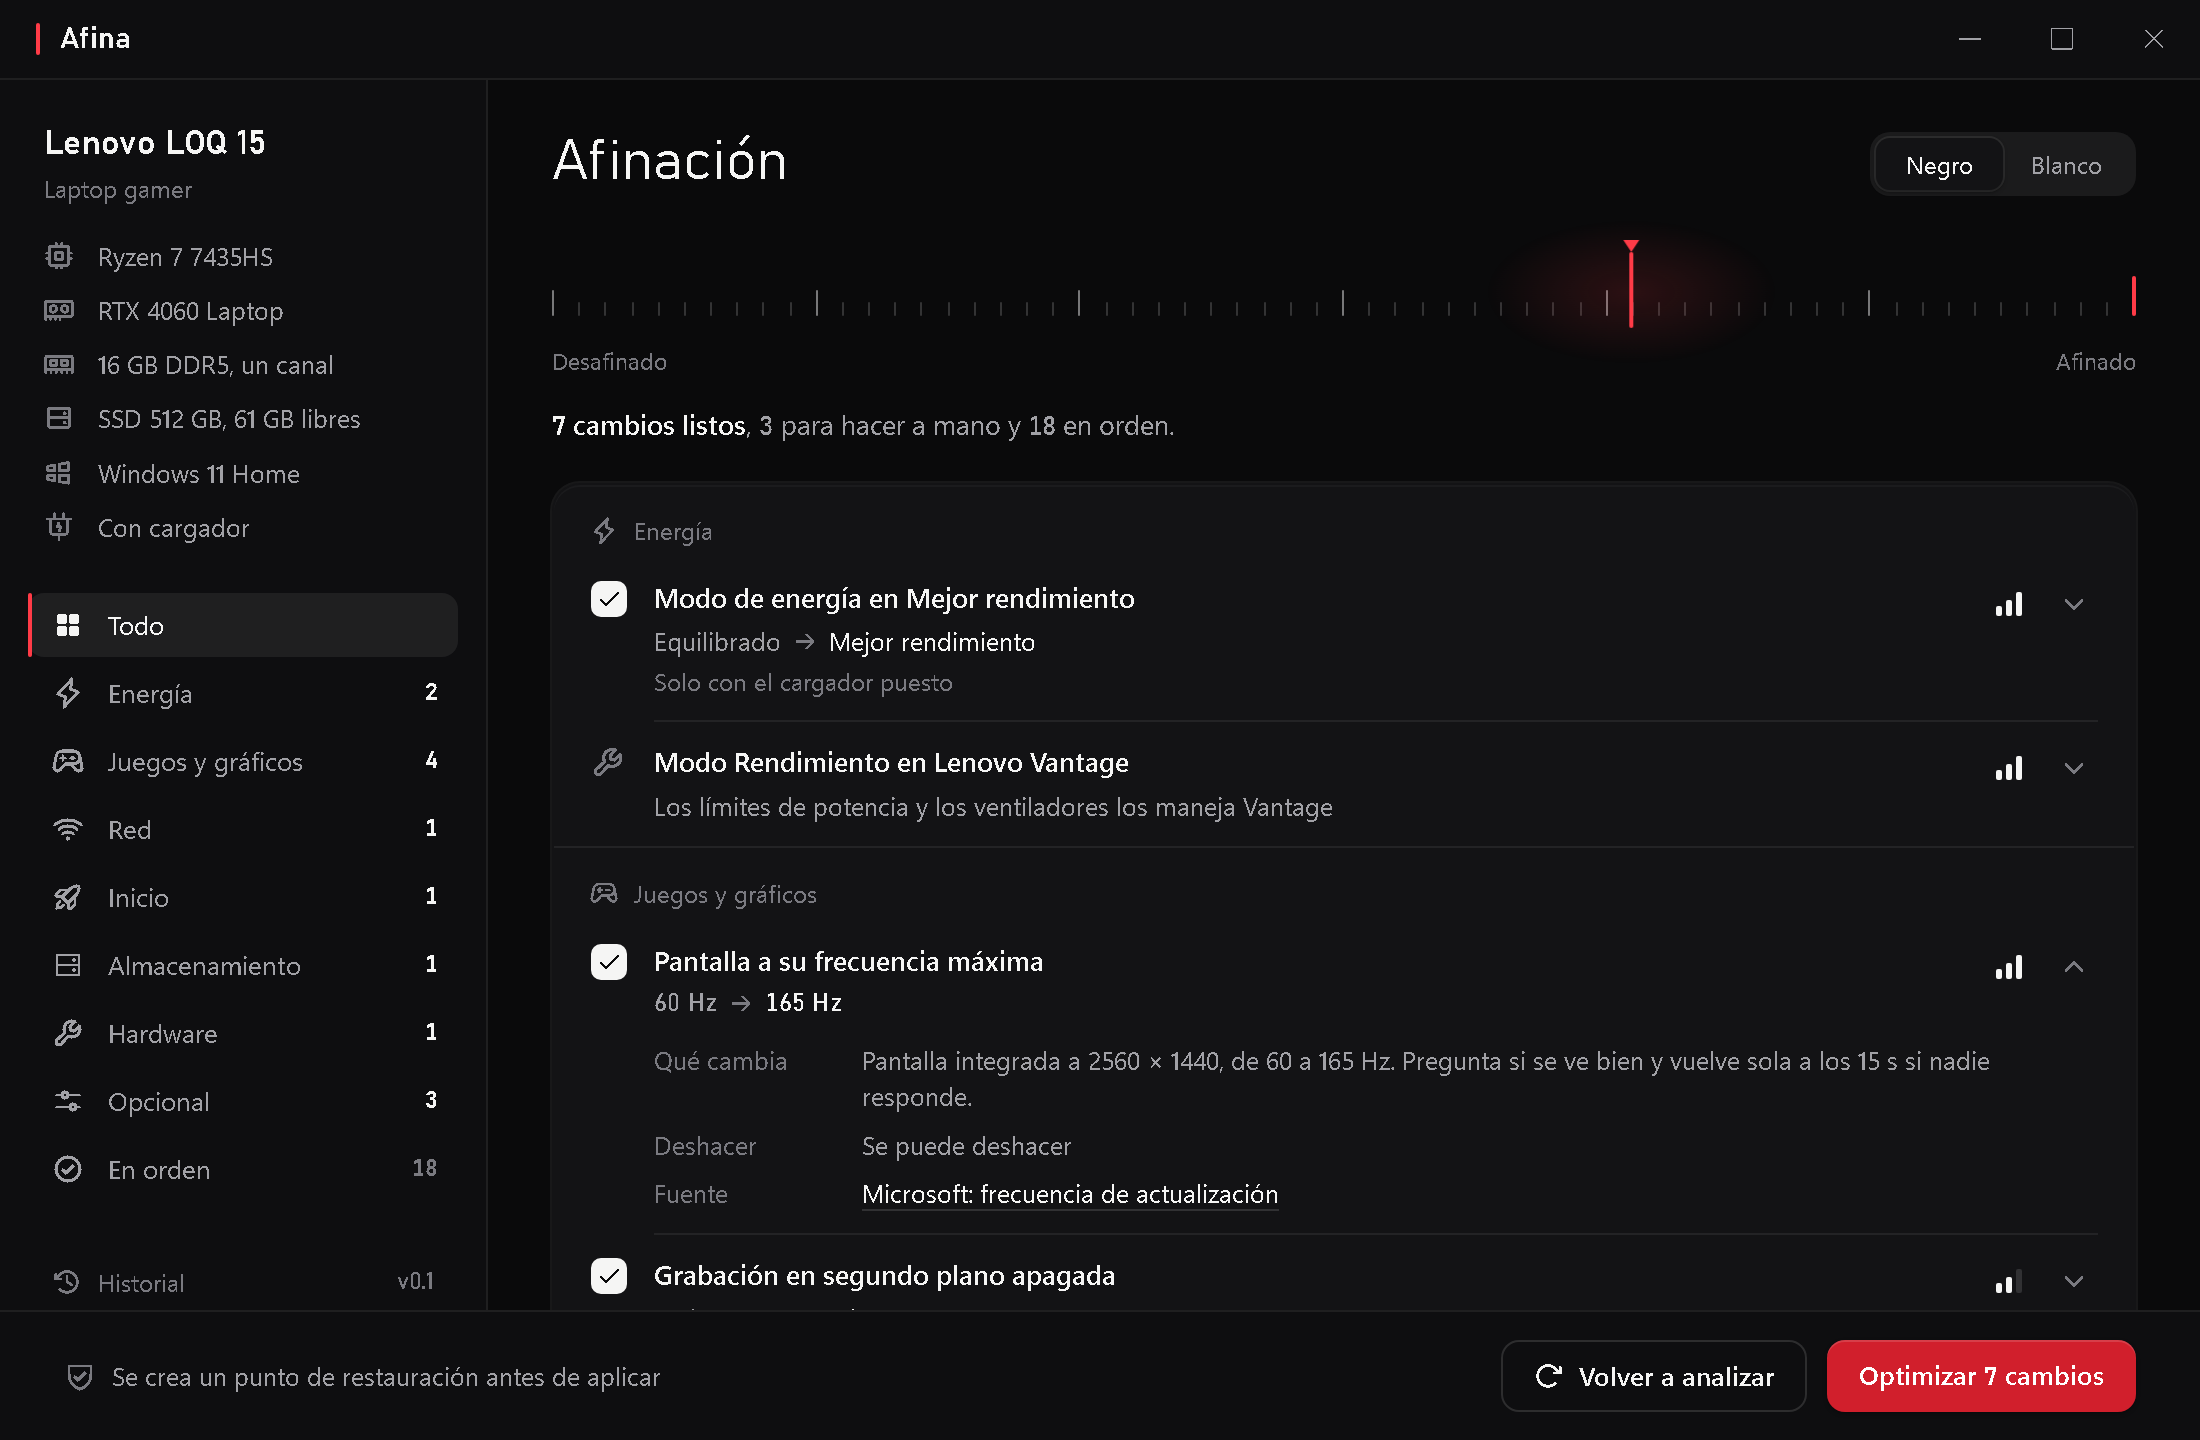 Afina
Lenovo LOQ 15
Laptop gamer
Ryzen 7 7435HS
RTX 4060 Laptop
16 GB DDR5, un canal
SSD 512 GB, 61 GB libres
Windows 11 Home
Con cargador
Todo
Energía 2
Juegos y gráficos 4
Red 1
Inicio 1
Almacenamiento 1
Hardware 1
Opcional 3
En orden 18
Historial v0.1
Afinación
Negro Blanco
Desafinado Afinado
7 cambios listos, 3 para hacer a mano y 18 en orden.
Energía
Modo de energía en Mejor rendimiento
Equilibrado → Mejor rendimiento
Solo con el cargador puesto
Modo Rendimiento en Lenovo Vantage
Los límites de potencia y los ventiladores los maneja Vantage
Juegos y gráficos
Pantalla a su frecuencia máxima
60 Hz → 165 Hz
Qué cambia Pantalla integrada a 2560 × 1440, de 60 a 165 Hz. Pregunta si se ve bien y vuelve sola a los 15 s si nadie
responde.
Deshacer Se puede deshacer
Fuente Microsoft: frecuencia de actualización
Grabación en segundo plano apagada
Se crea un punto de restauración antes de aplicar
Volver a analizar
Optimizar 7 cambios